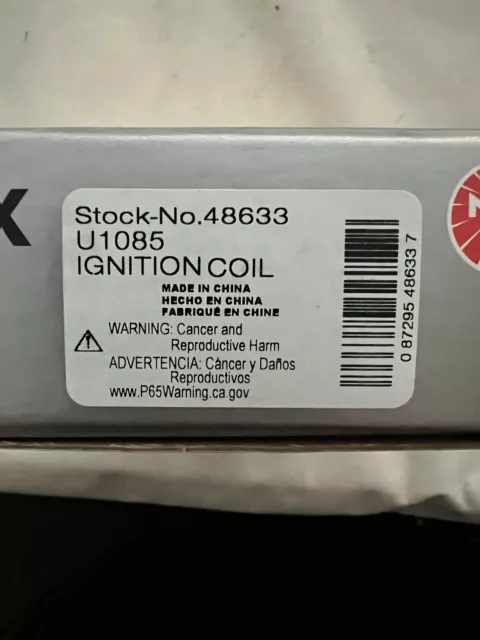 X
Stock-No.48633
U1085
IGNITION COIL
MADE IN CHINA
HECHO EN CHINA
FABRIQUÉ EN CHINE
WARNING: Cancer and
Reproductive Harm
ADVERTENCIA: Cáncer y Daños
Reproductivos
www.P65Warning.ca.gov
0 87295 48633 7
N